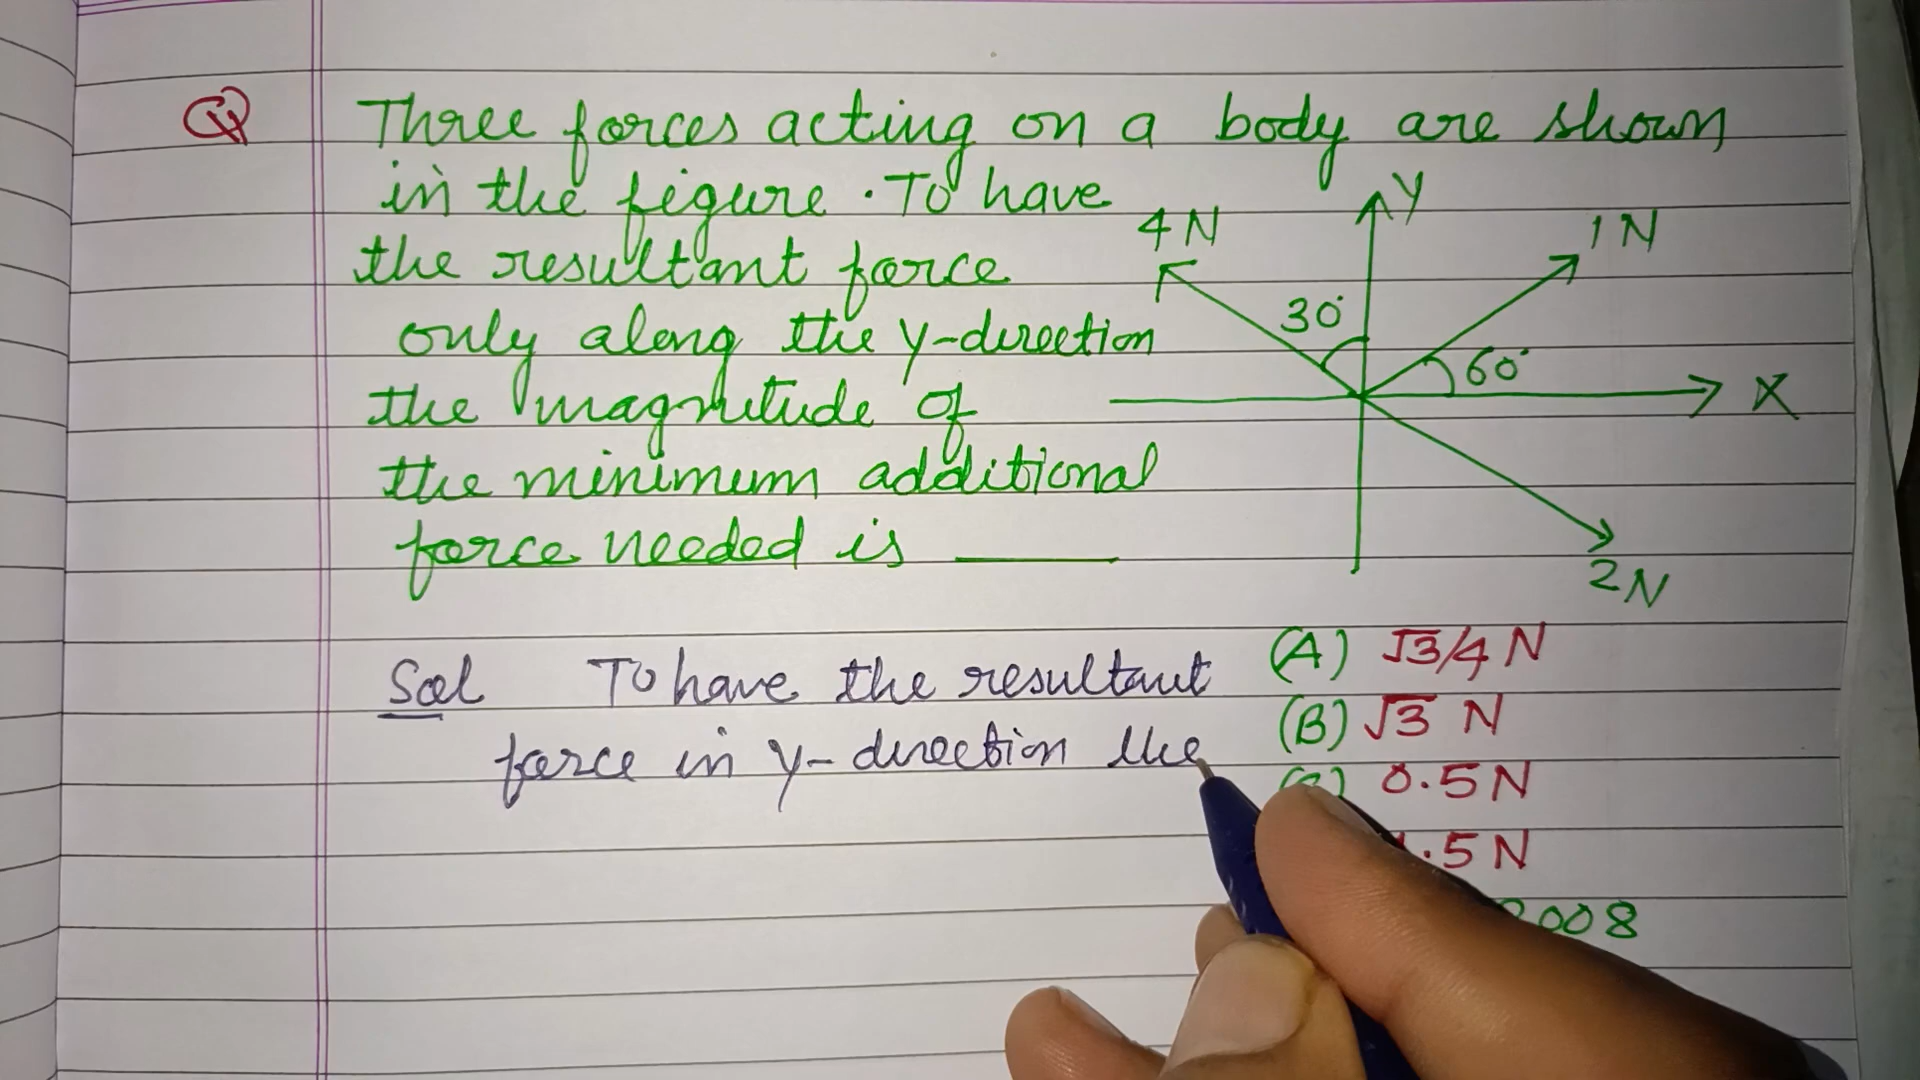 Q Three forces acting on a body are shown
in the figure. To have
the resultant force
only along the y-direction
the magnitude of
the minimum additional
force needed is ______
4N
Y
1N
30°
60°
X
2N
(A) √3/4 N
(B) √3 N
0.5N
.5N
008
Sol To have the resultant
force in y-direction the